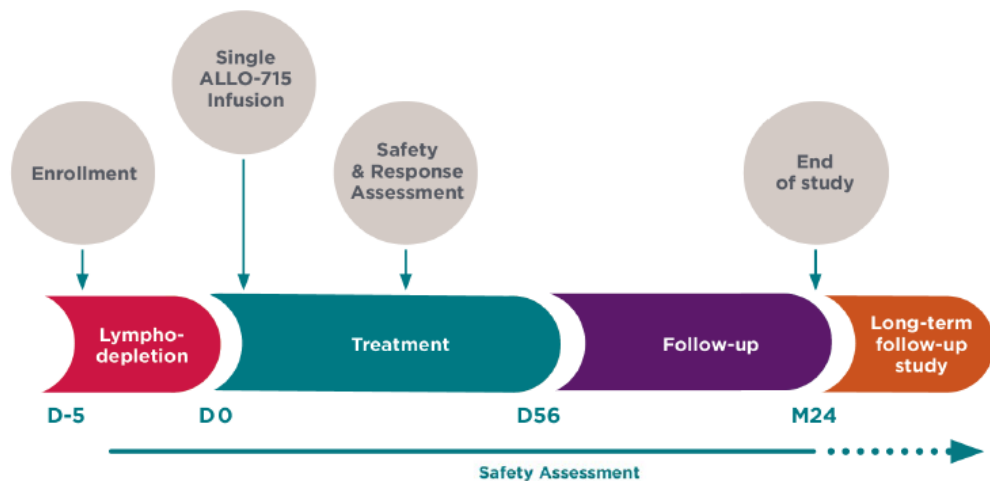 Single
ALLO-715
Infusion
Enrollment
Safety
& Response
Assessment
End
of study
Lympho-
depletion
Treatment
Follow-up
Long-term
follow-up
study
D-5
D0
D56
M24
Safety Assessment